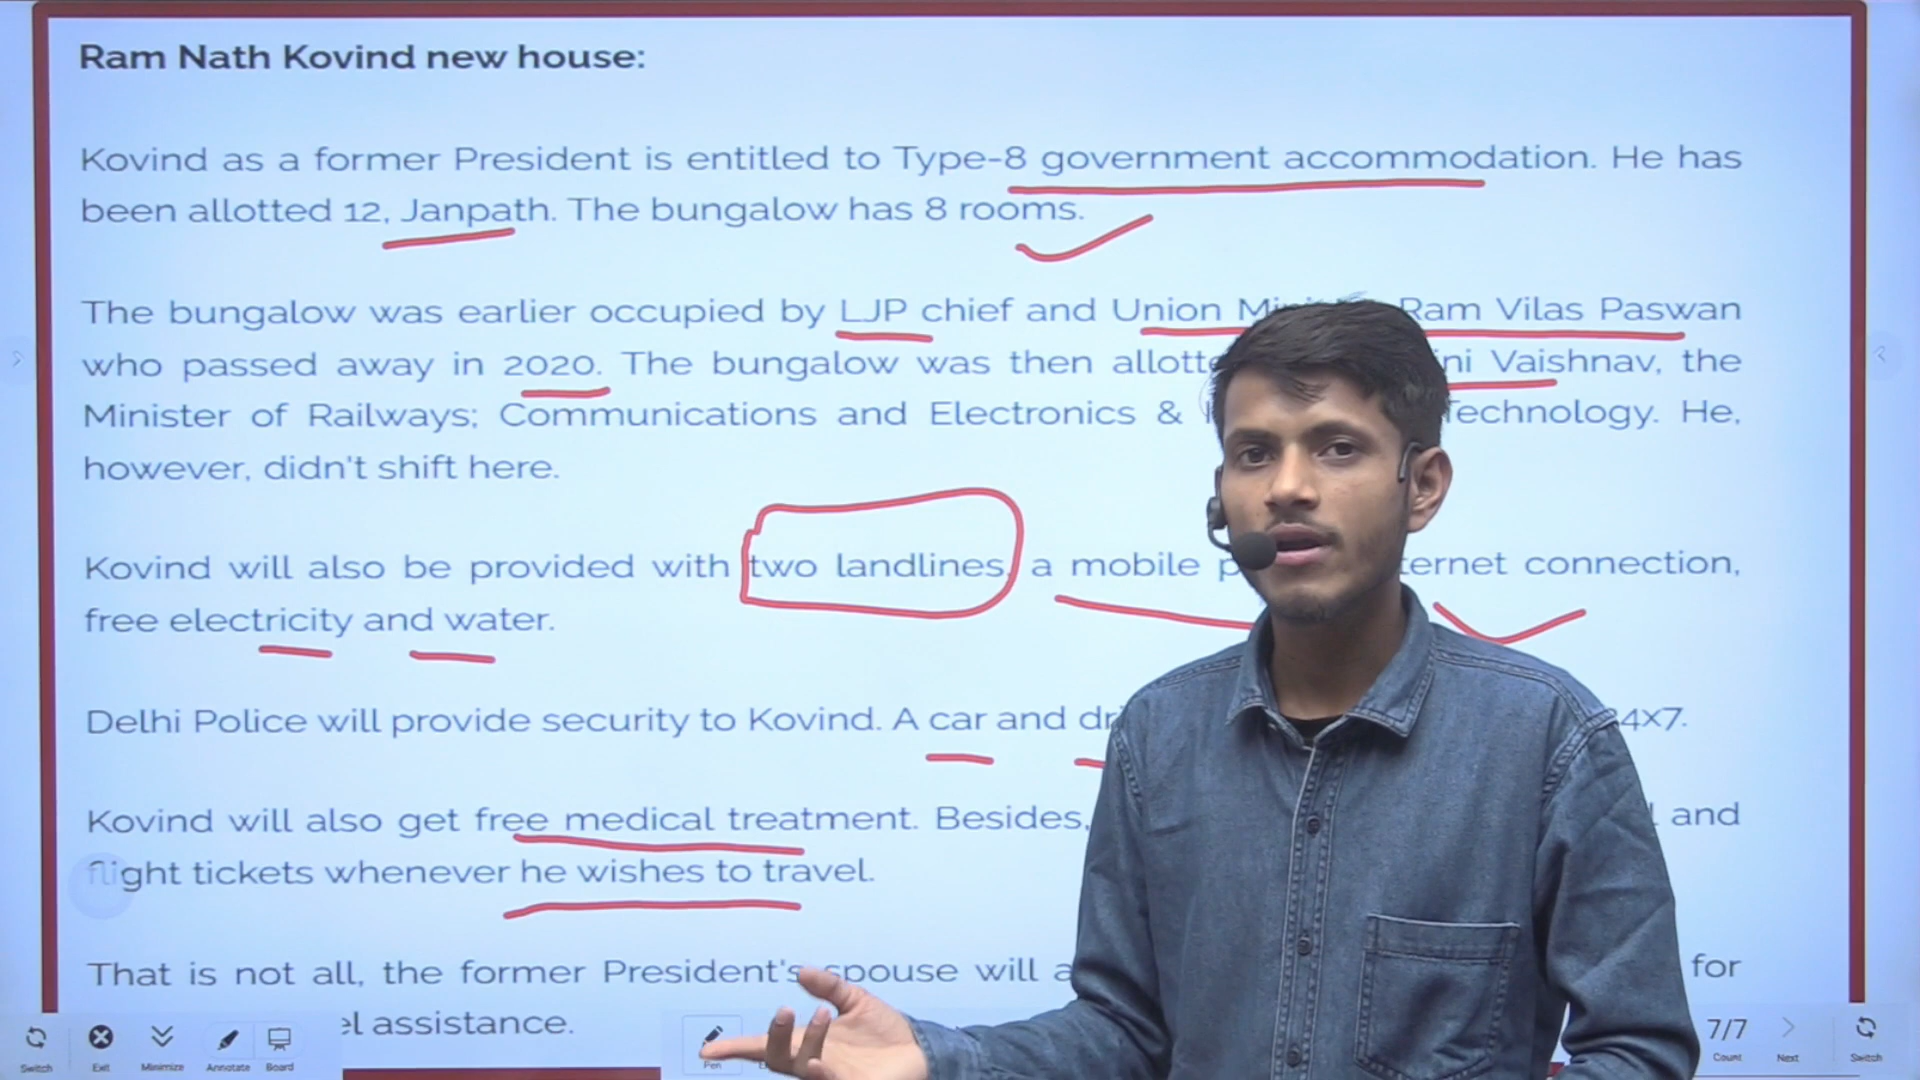 Ram Nath Kovind new house:
Kovind as a former President is entitled to Type-8 government accommodation. He has
been allotted 12, Janpath. The bungalow has 8 rooms.
The bungalow was earlier occupied by LJP chief and Union Ram Vilas Paswan
who passed away in 2020. The bungalow was then Vaishnav, the
Minister of Railways; Communications and Electronics & Technology. He,
however, didn't shift here.
Kovind will also be provided with two landlines, a mobile connection,
free electricity and water.
Delhi Police will provide security to Kovind. A car and 4x7.
Kovind will also get free medical treatment. Besides, and
flight tickets whenever he wishes to travel.
That is not all, the former President's spouse will for
assistance.
Switch Exit Minimize Annotate Board Pen 7/7 Count Next Switch